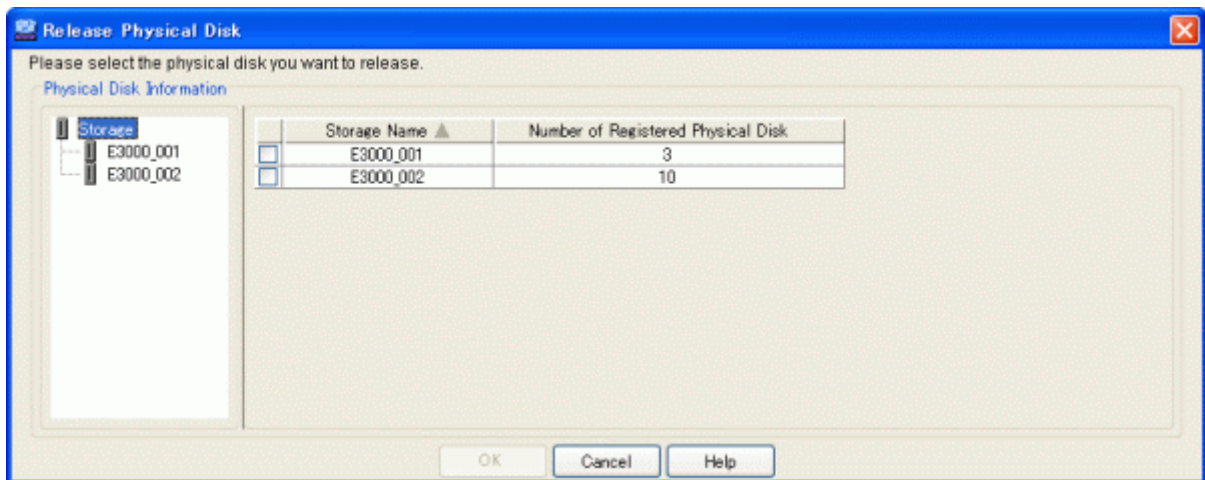 Release Physical Disk
Please select the physical disk you want to release.
Physical Disk Information
Storage
E3000_001
E3000_002
Storage Name Number of Registered Physical Disk
E3000_001 3
E3000_002 10
OK Cancel Help